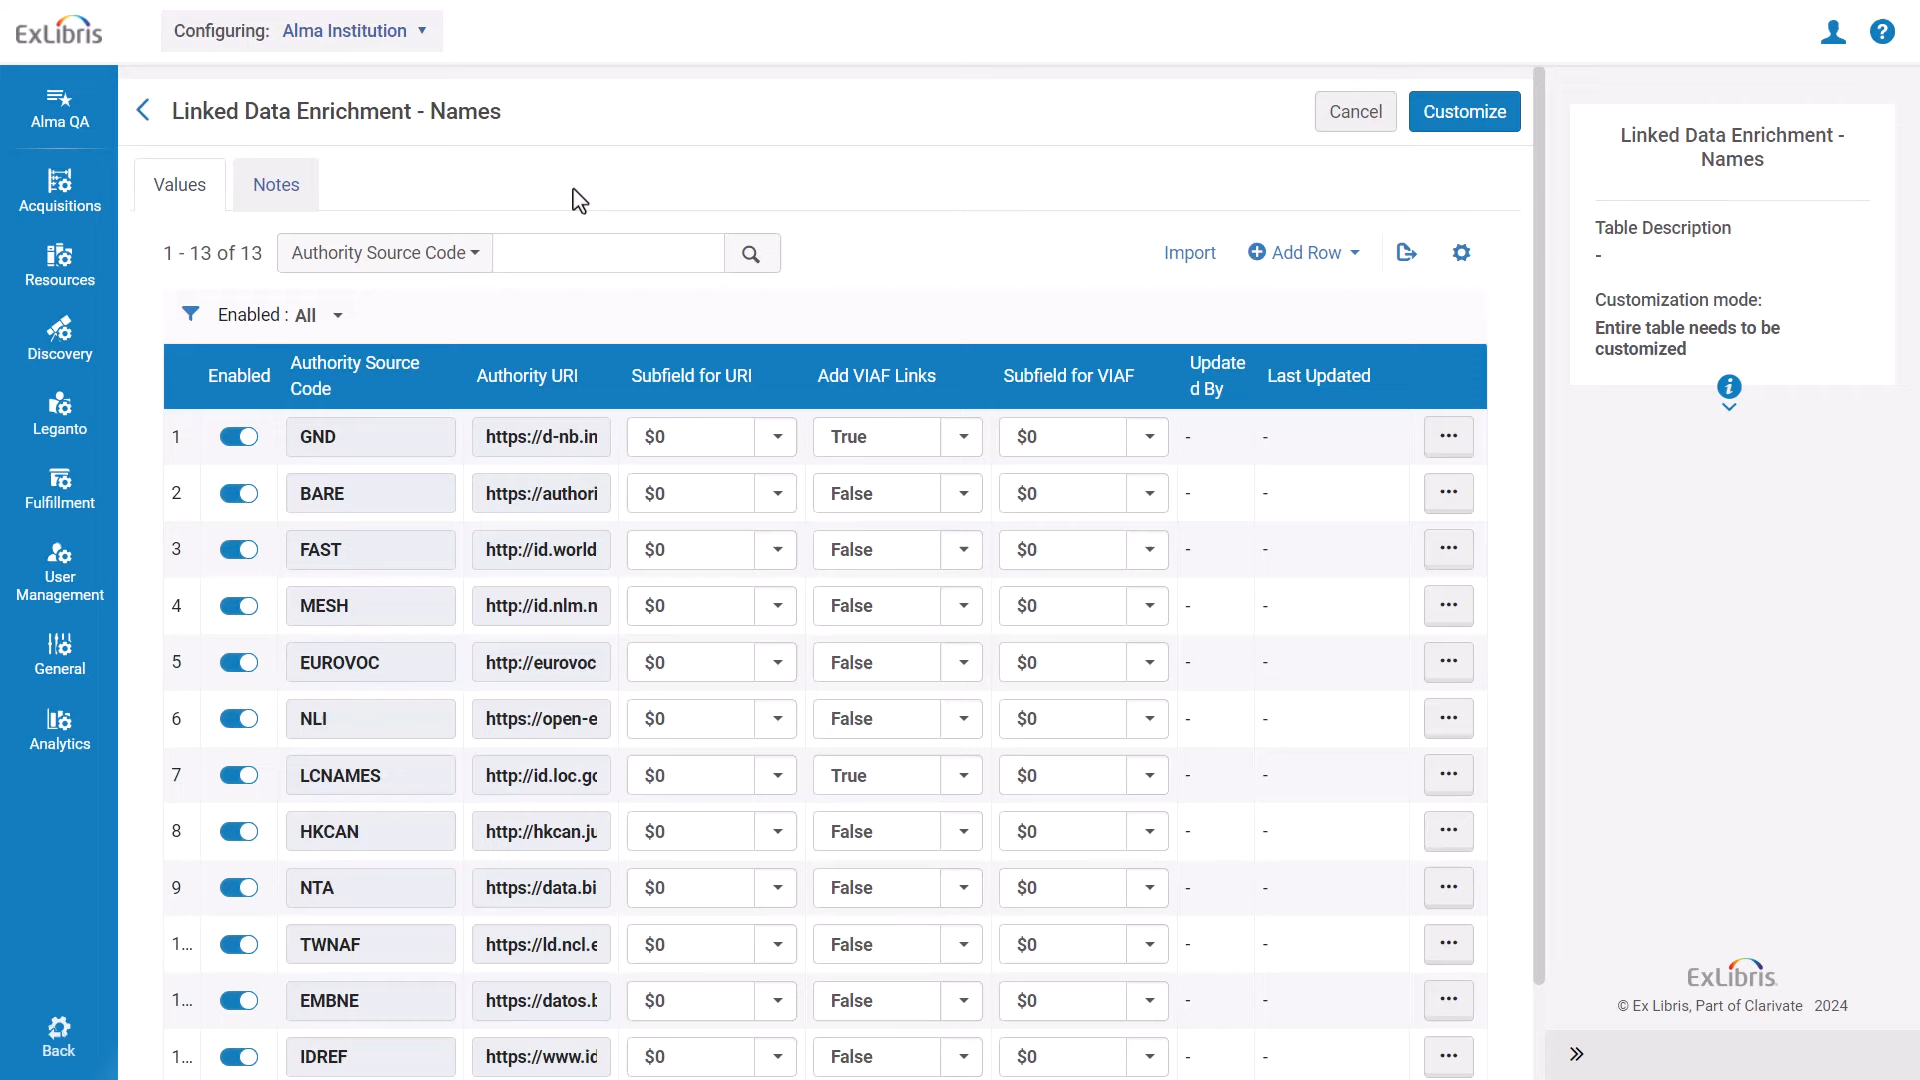 ExLibris
Configuring: Alma Institution
?
Alma QA
Acquisitions
Resources
Discovery
Leganto
Fulfillment
User
Management
General
Analytics
Back
Linked Data Enrichment - Names
Cancel
Customize
Values
Notes
1 - 13 of 13
Authority Source Code
Import
Add Row
Enabled : All
Enabled
Authority Source
Code
Authority URI
Subfield for URI
Add VIAF Links
Subfield for VIAF
Update
d By
Last Updated
1 GND https://d-nb.in $0 True $0 - - ...
2 BARE https://authori $0 False $0 - - ...
3 FAST http://id.world $0 False $0 - - ...
4 MESH http://id.nlm.n $0 False $0 - - ...
5 EUROVOC http://eurovoc $0 False $0 - - ...
6 NLI https://open-e $0 False $0 - - ...
7 LCNAMES http://id.loc.gc $0 True $0 - - ...
8 HKCAN http://hkcan.ju $0 False $0 - - ...
9 NTA https://data.bi $0 False $0 - - ...
1... TWNAF https://ld.ncl.e $0 False $0 - - ...
1... EMBNE https://datos.b $0 False $0 - - ...
1... IDREF https://www.id $0 False $0 - - ...
Linked Data Enrichment -
Names
Table Description
-
Customization mode:
Entire table needs to be
customized
i
ExLibris
© Ex Libris, Part of Clarivate 2024